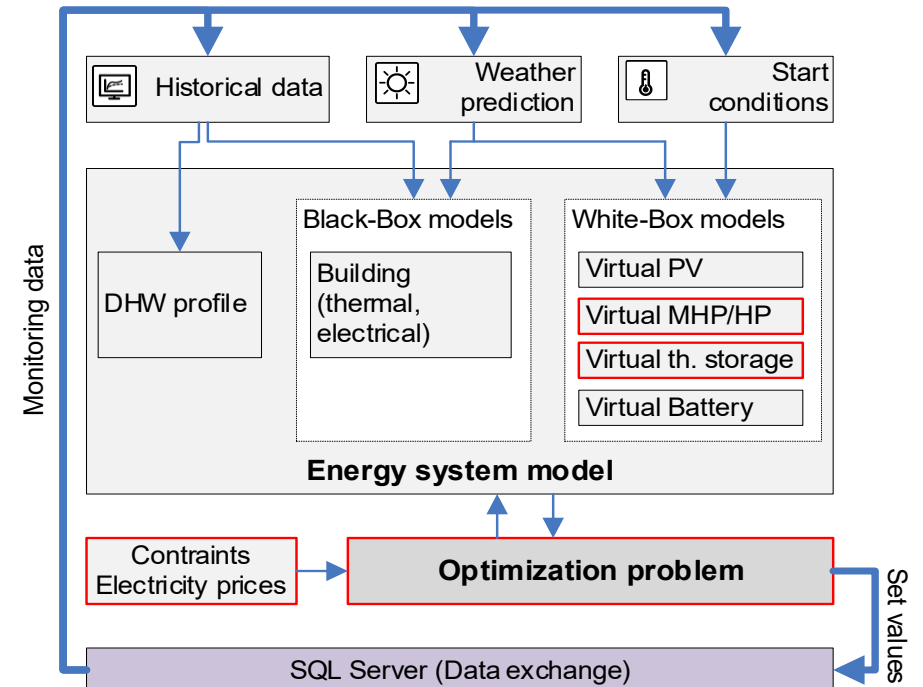 Historical data
Weather
prediction
Start
conditions
Monitoring data
Black-Box models
White-Box models
DHW profile
Building
(thermal,
electrical)
Virtual PV
Virtual MHP/HP
Virtual th. storage
Virtual Battery
Energy system model
Contraints
Electricity prices
Optimization problem
Set values
SQL Server (Data exchange)